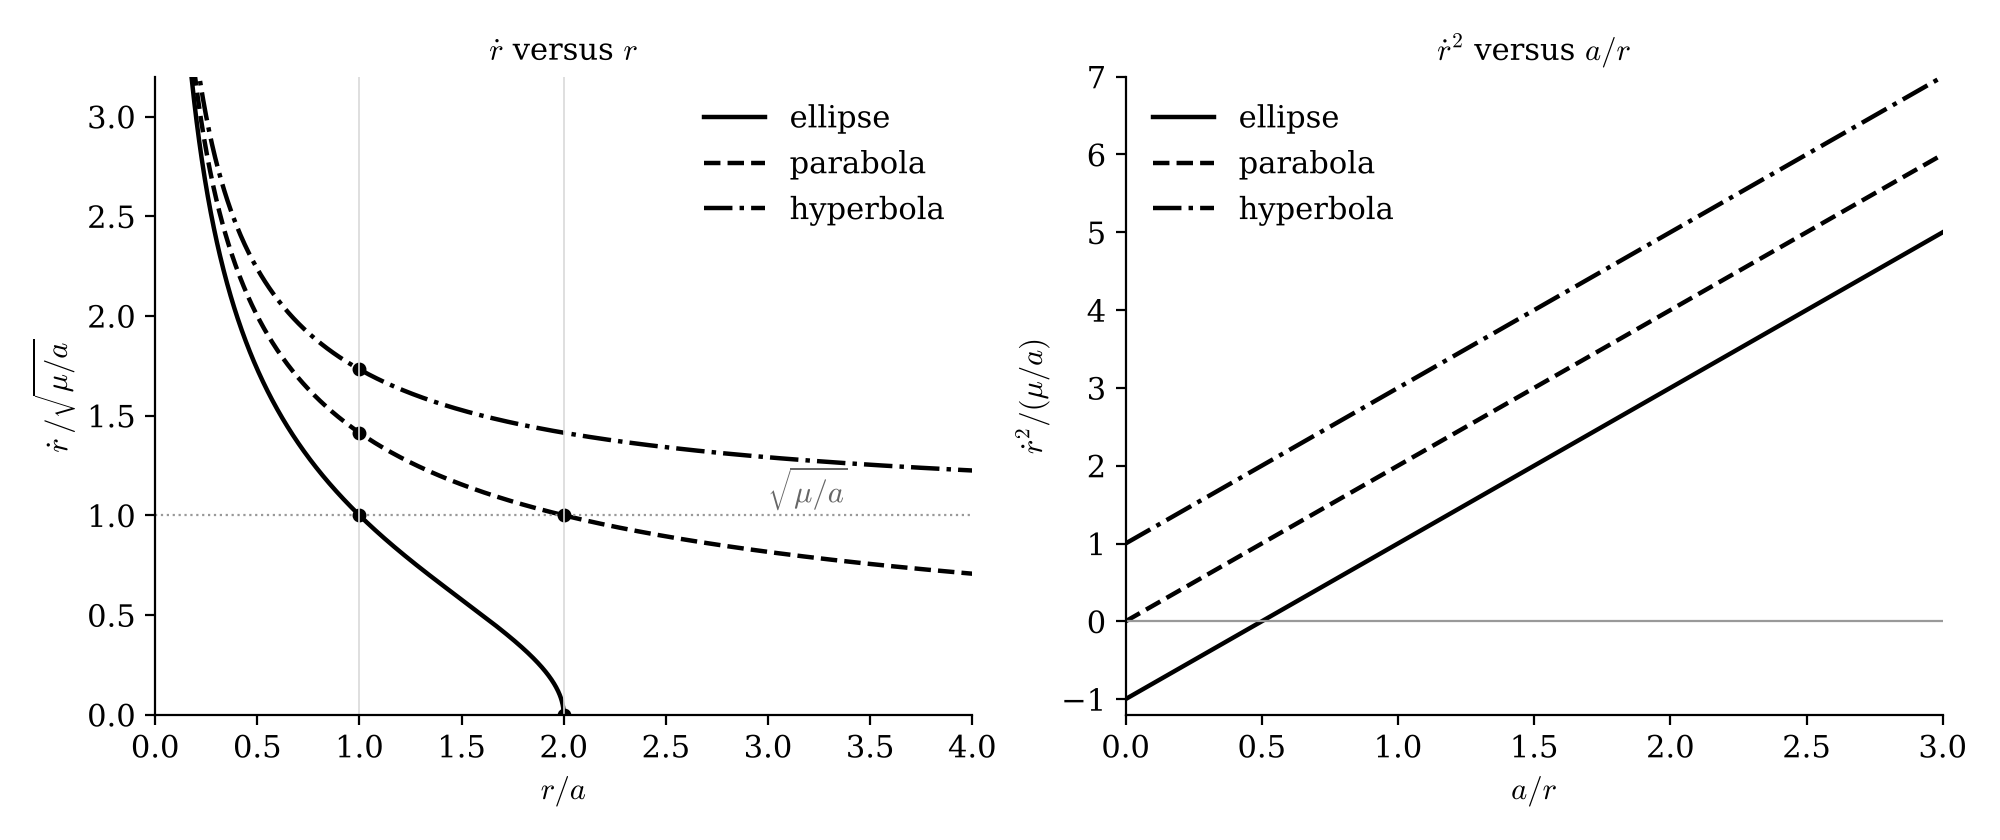 ṙ versus r
3.0
2.5
2.0
1.5
1.0
0.5
0.0
ṙ /√μ/a
ellipse
parabola
hyperbola
√μ/a
0.0 0.5 1.0 1.5 2.0 2.5 3.0 3.5 4.0
r/a
ṙ² versus a/r
7
6
5
4
3
2
1
0
−1
ṙ²/(μ/a)
ellipse
parabola
hyperbola
0.0 0.5 1.0 1.5 2.0 2.5 3.0
a/r